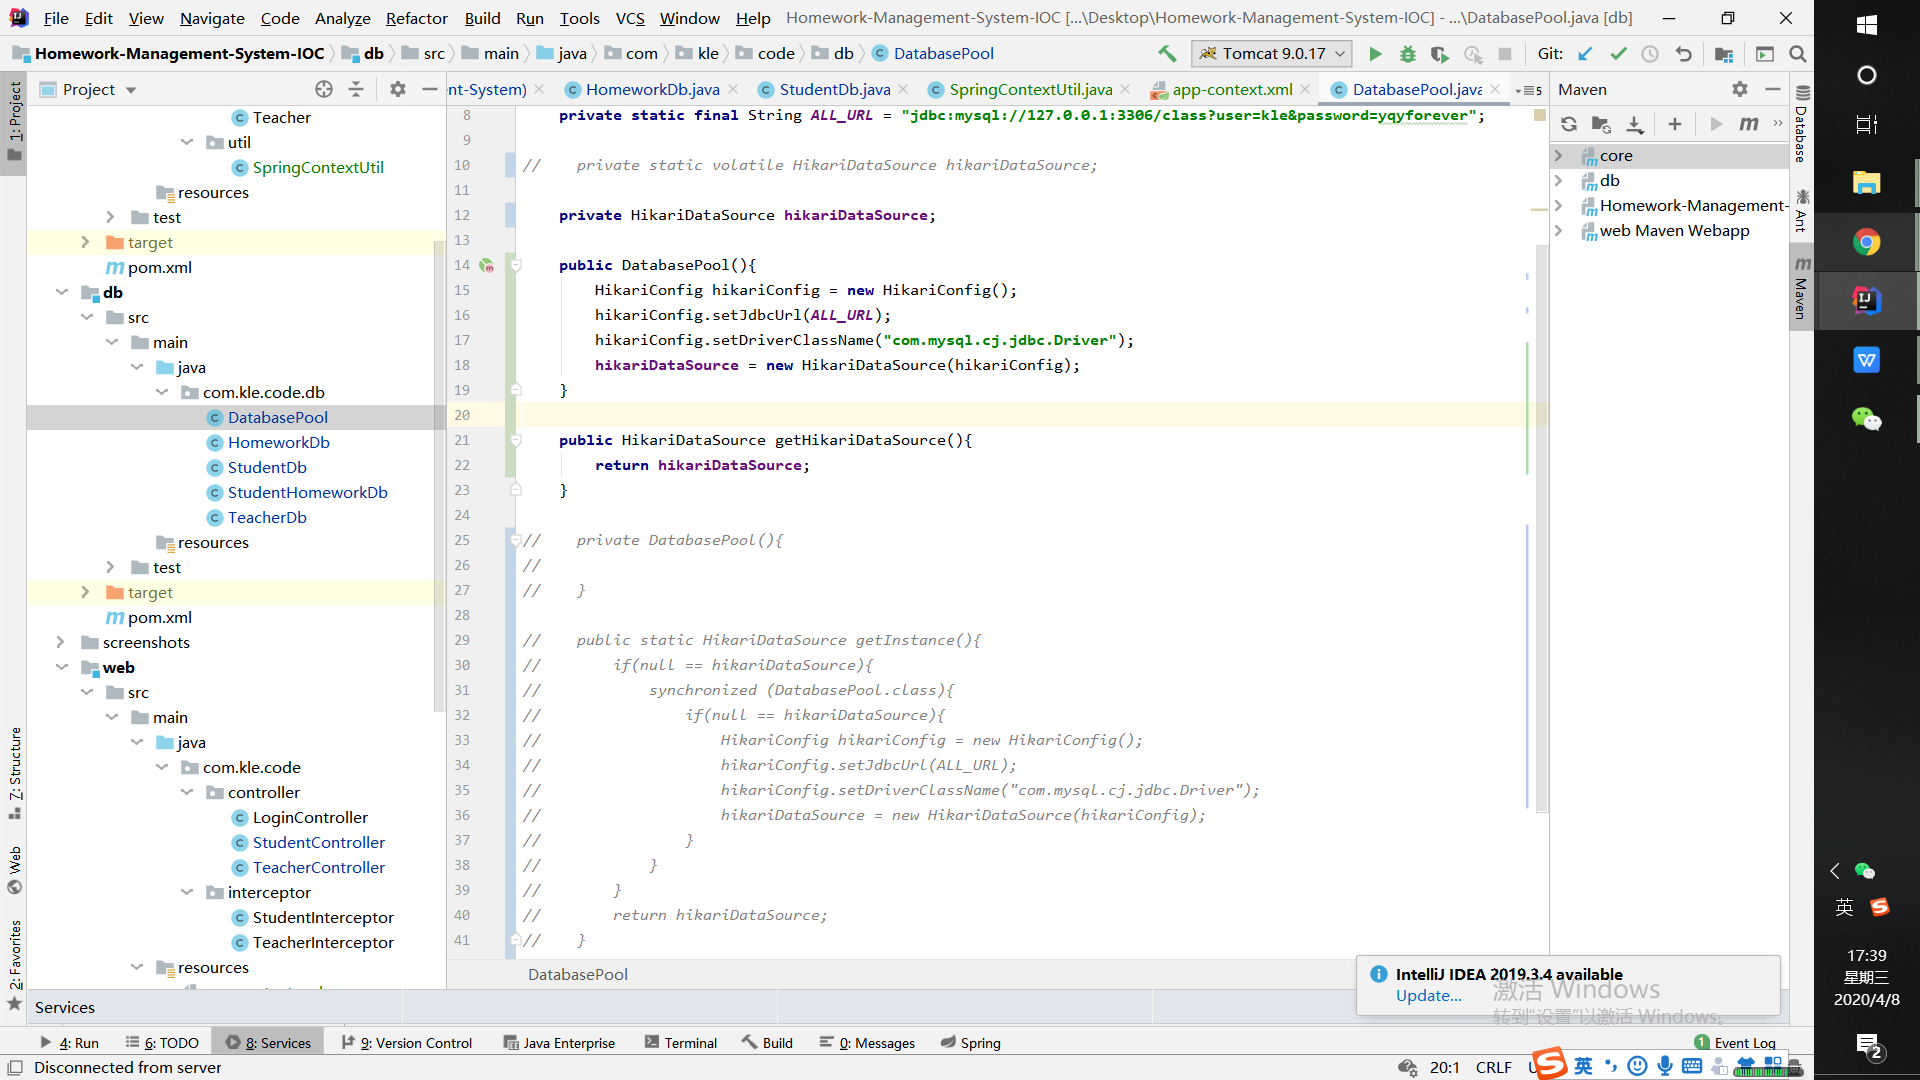 File Edit View Navigate Code Analyze Refactor Build Run Tools VCS Window Help Homework-Management-System-IOC [...\Desktop\Homework-Management-System-IOC] - ...\DatabasePool.java [db]
Homework-Management-System-IOC db src main java com kle code db DatabasePool Tomcat 9.0.17 Git:
Project nt-System) HomeworkDb.java StudentDb.java SpringContextUtil.java app-context.xml DatabasePool.java 5 Maven
1: Project
Z: Structure
Web
2: Favorites
Teacher
util
SpringContextUtil
resources
test
target
pom.xml
db
src
main
java
com.kle.code.db
DatabasePool
HomeworkDb
StudentDb
StudentHomeworkDb
TeacherDb
resources
test
target
pom.xml
screenshots
web
src
main
java
com.kle.code
controller
LoginController
StudentController
TeacherController
interceptor
StudentInterceptor
TeacherInterceptor
resources
8 private static final String ALL_URL = "jdbc:mysql://127.0.0.1:3306/class?user=kle&password=yqyforever";
9
10 // private static volatile HikariDataSource hikariDataSource;
11
12 private HikariDataSource hikariDataSource;
13
14 public DatabasePool(){
15 HikariConfig hikariConfig = new HikariConfig();
16 hikariConfig.setJdbcUrl(ALL_URL);
17 hikariConfig.setDriverClassName("com.mysql.cj.jdbc.Driver");
18 hikariDataSource = new HikariDataSource(hikariConfig);
19 }
20
21 public HikariDataSource getHikariDataSource(){
22 return hikariDataSource;
23 }
24
25 // private DatabasePool(){
26 //
27 // }
28
29 // public static HikariDataSource getInstance(){
30 // if(null == hikariDataSource){
31 // synchronized (DatabasePool.class){
32 // if(null == hikariDataSource){
33 // HikariConfig hikariConfig = new HikariConfig();
34 // hikariConfig.setJdbcUrl(ALL_URL);
35 // hikariConfig.setDriverClassName("com.mysql.cj.jdbc.Driver");
36 // hikariDataSource = new HikariDataSource(hikariConfig);
37 // }
38 // }
39 // }
40 // return hikariDataSource;
41 // }
DatabasePool
core
db
Homework-Management-
web Maven Webapp
Database
Ant
Maven
IntelliJ IDEA 2019.3.4 available
Update...
激活 Windows
转到"设置"以激活 Windows。
Services
4: Run 6: TODO 8: Services 9: Version Control Java Enterprise Terminal Build 0: Messages Spring 1 Event Log
Disconnected from server 20:1 CRLF 英
英
17:39
星期三
2020/4/8
2